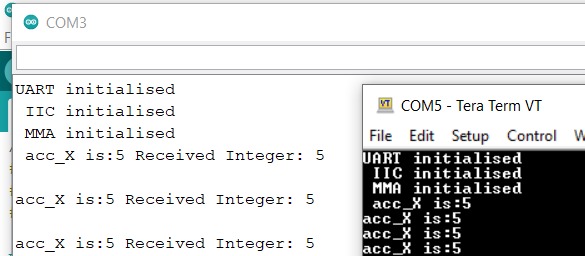 COM3
F
UART initialised
IIC initialised
MMA initialised
acc_X is:5 Received Integer: 5
acc_X is:5 Received Integer: 5
acc_X is:5 Received Integer: 5
COM5 - Tera Term VT
File Edit Setup Control W
UART initialised
IIC initialised
MMA initialised
acc_X is:5
acc_X is:5
acc_X is:5
acc_X is:5